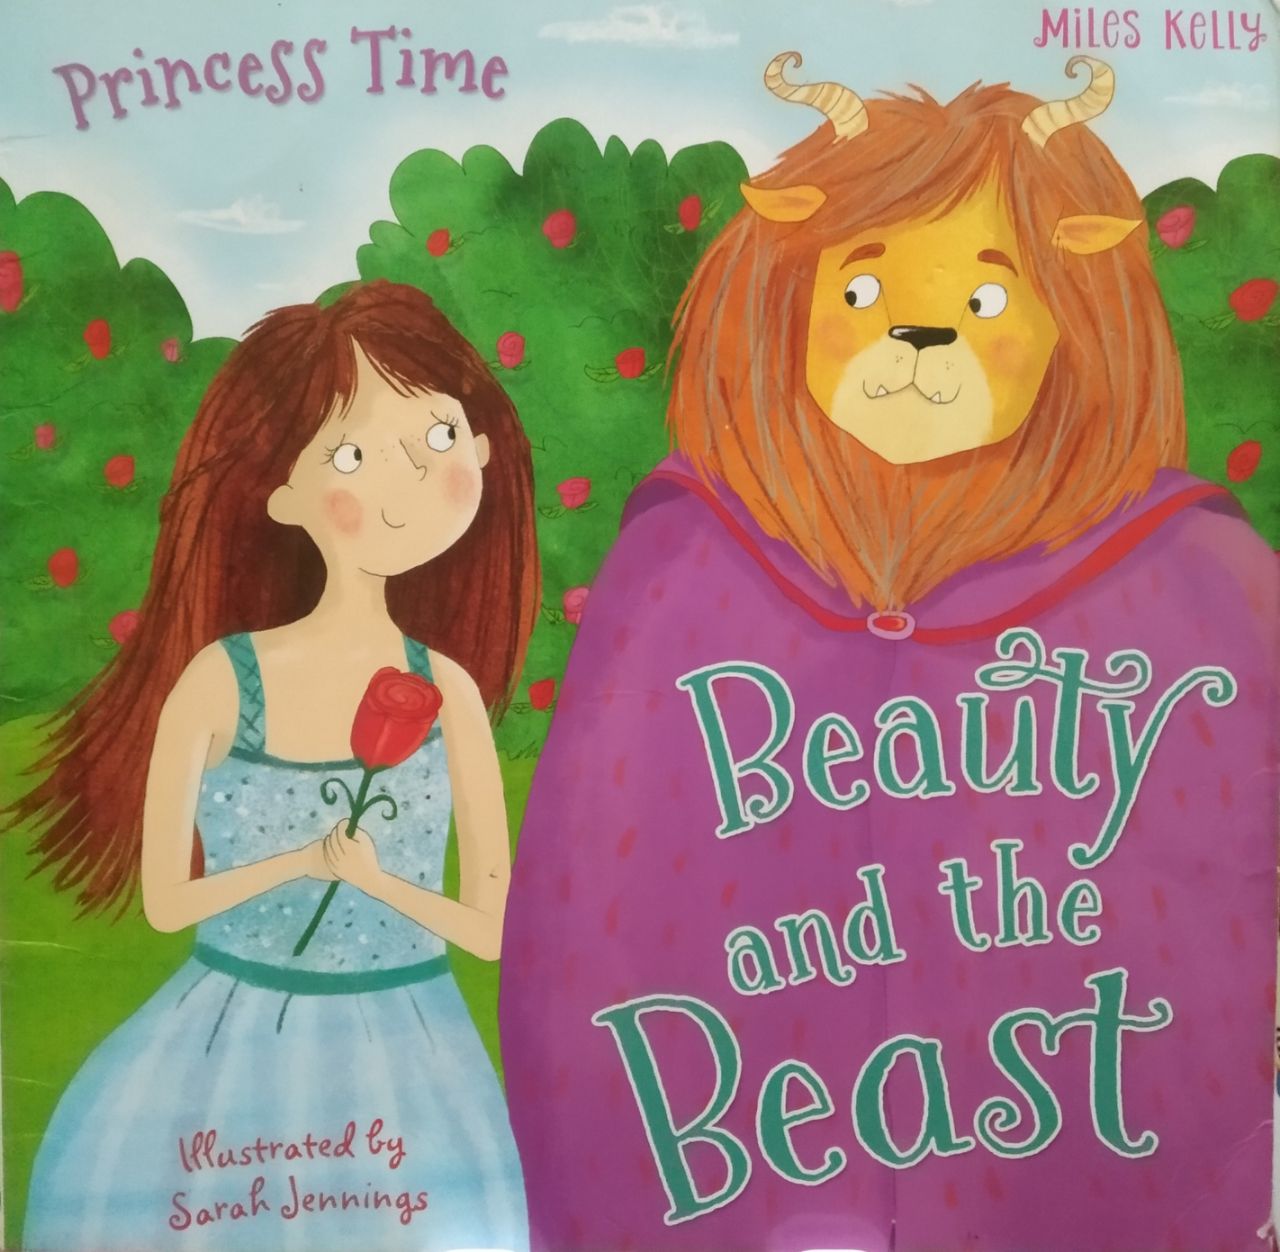 Princess Time
Miles Kelly
Beauty
and the
Beast
Illustrated by
Sarah Jennings